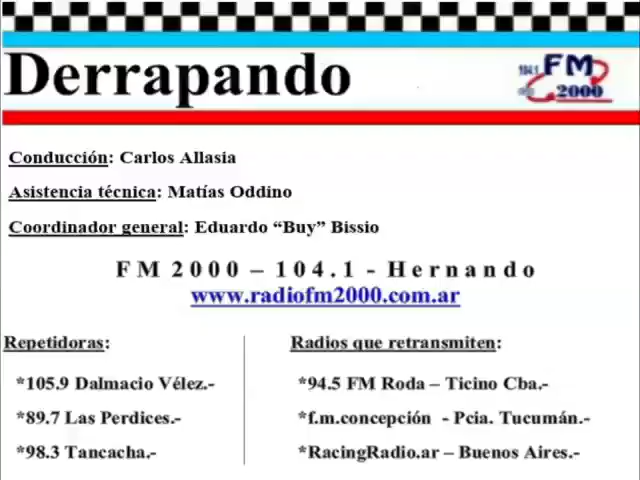 Derrapando
104.1 FM
2000
Conducción: Carlos Allasia
Asistencia técnica: Matías Oddino
Coordinador general: Eduardo “Buy” Bissio
FM 2000 – 104.1 - Hernando
www.radiofm2000.com.ar
Repetidoras:
*105.9 Dalmacio Vélez.-
*89.7 Las Perdices.-
*98.3 Tancacha.-
Radios que retransmiten:
*94.5 FM Roda – Ticino Cba.-
*f.m.concepción - Pcia. Tucumán.-
*RacingRadio.ar – Buenos Aires.-